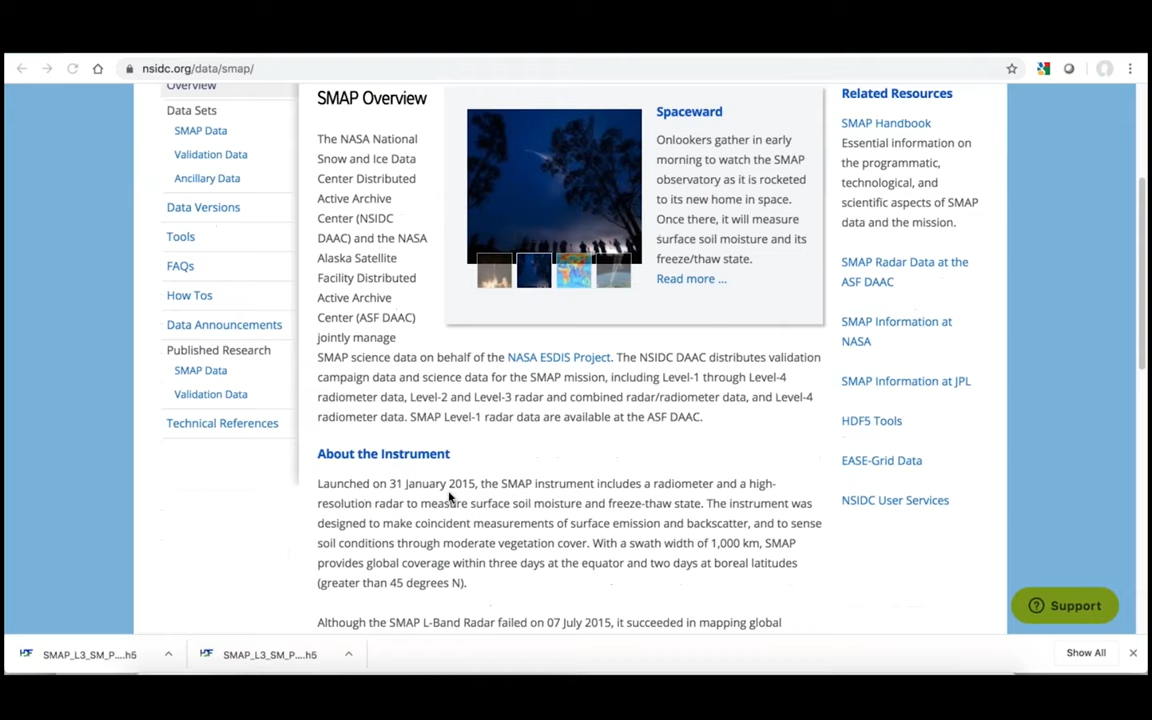 nsidc.org/data/smap/
Overview
Data Sets
SMAP Data
Validation Data
Ancillary Data
Data Versions
Tools
FAQs
How Tos
Data Announcements
Published Research
SMAP Data
Validation Data
Technical References
SMAP Overview
The NASA National
Snow and Ice Data
Center Distributed
Active Archive
Center (NSIDC
DAAC) and the NASA
Alaska Satellite
Facility Distributed
Active Archive
Center (ASF DAAC)
jointly manage
SMAP science data on behalf of the NASA ESDIS Project. The NSIDC DAAC distributes validation
campaign data and science data for the SMAP mission, including Level-1 through Level-4
radiometer data, Level-2 and Level-3 radar and combined radar/radiometer data, and Level-4
radiometer data. SMAP Level-1 radar data are available at the ASF DAAC.
Spaceward
Onlookers gather in early
morning to watch the SMAP
observatory as it is rocketed
to its new home in space.
Once there, it will measure
surface soil moisture and its
freeze/thaw state.
Read more ...
About the Instrument
Launched on 31 January 2015, the SMAP instrument includes a radiometer and a high-
resolution radar to measure surface soil moisture and freeze-thaw state. The instrument was
designed to make coincident measurements of surface emission and backscatter, and to sense
soil conditions through moderate vegetation cover. With a swath width of 1,000 km, SMAP
provides global coverage within three days at the equator and two days at boreal latitudes
(greater than 45 degrees N).
Although the SMAP L-Band Radar failed on 07 July 2015, it succeeded in mapping global
Related Resources
SMAP Handbook
Essential information on
the programmatic,
technological, and
scientific aspects of SMAP
data and the mission.
SMAP Radar Data at the
ASF DAAC
SMAP Information at
NASA
SMAP Information at JPL
HDF5 Tools
EASE-Grid Data
NSIDC User Services
Support
HDF
SMAP_L3_SM_P....h5
HDF
SMAP_L3_SM_P....h5
Show All